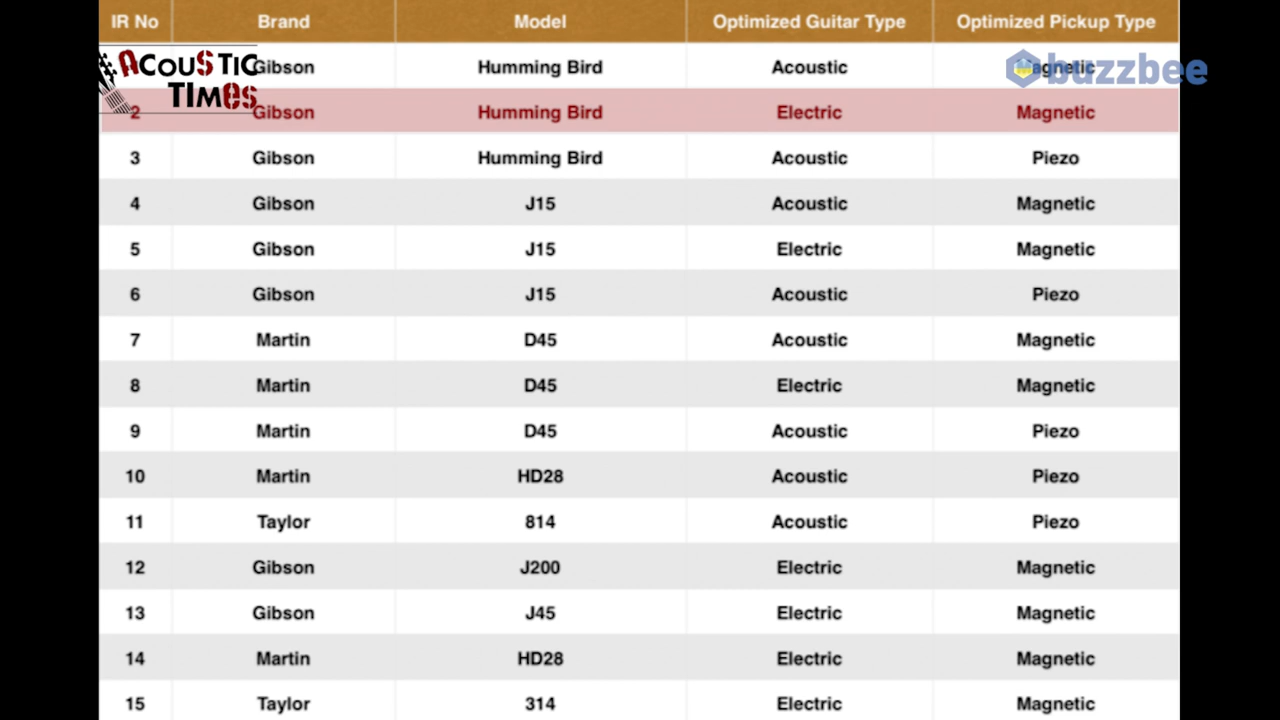 IR No Brand Model Optimized Guitar Type Optimized Pickup Type
Gibson Humming Bird Acoustic Magnetic
2 Gibson Humming Bird Electric Magnetic
3 Gibson Humming Bird Acoustic Piezo
4 Gibson J15 Acoustic Magnetic
5 Gibson J15 Electric Magnetic
6 Gibson J15 Acoustic Piezo
7 Martin D45 Acoustic Magnetic
8 Martin D45 Electric Magnetic
9 Martin D45 Acoustic Piezo
10 Martin HD28 Acoustic Piezo
11 Taylor 814 Acoustic Piezo
12 Gibson J200 Electric Magnetic
13 Gibson J45 Electric Magnetic
14 Martin HD28 Electric Magnetic
15 Taylor 314 Electric Magnetic
ACOUSTIC
TIMES
buzzbee